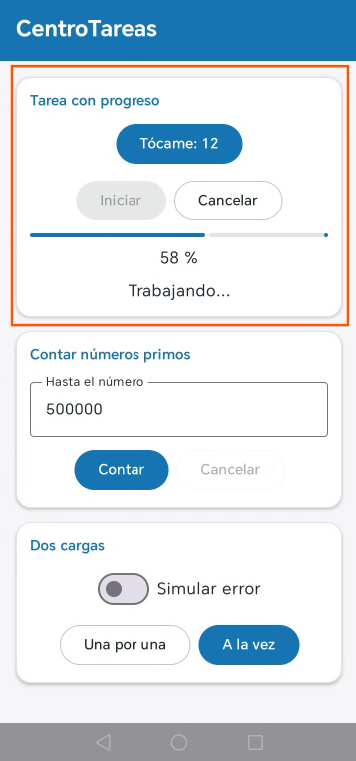 CentroTareas
Tarea con progreso
Tócame: 12
Iniciar
Cancelar
58 %
Trabajando...
Contar números primos
Hasta el número
500000
Contar
Cancelar
Dos cargas
Simular error
Una por una
A la vez